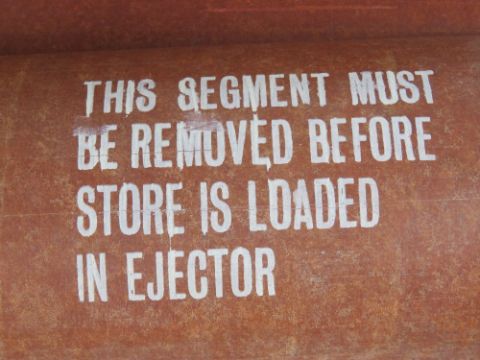 THIS SEGMENT MUST
BE REMOVED BEFORE
STORE IS LOADED
IN EJECTOR